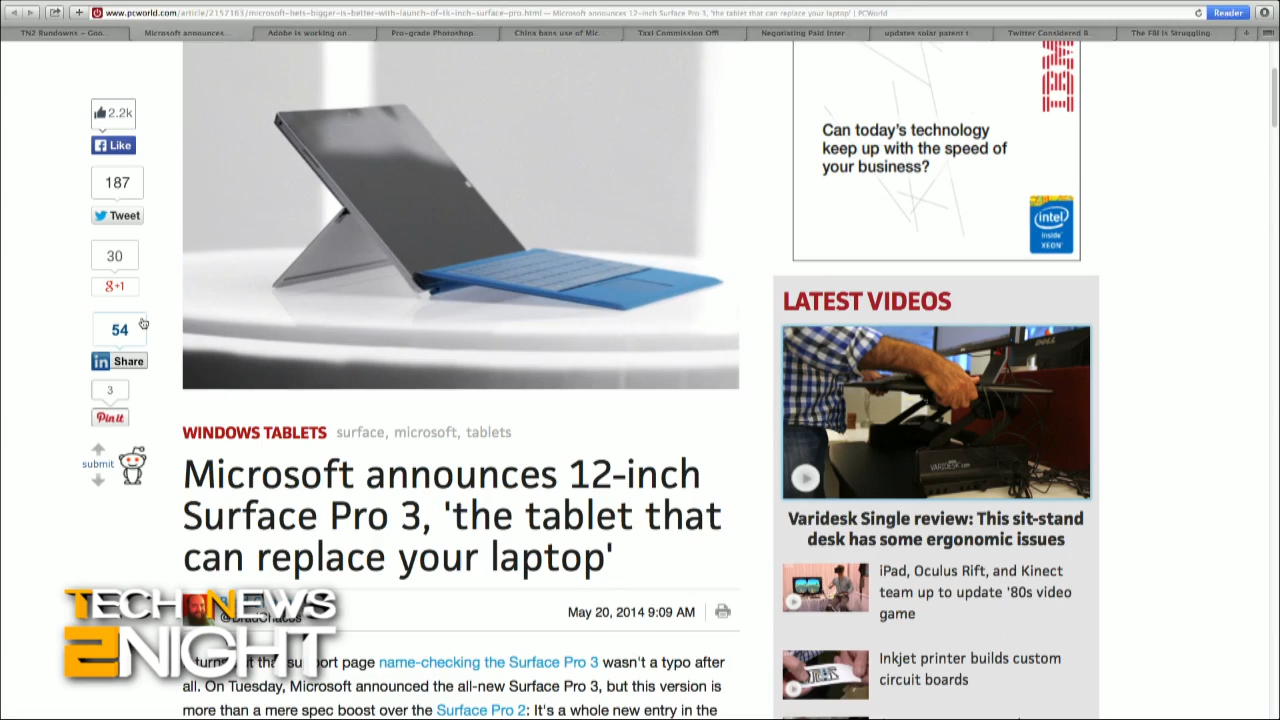 www.pcworld.com/article/2157163/microsoft-bets-bigger-is-better-with-launch-of-tk-inch-surface-pro.html — Microsoft announces 12-inch Surface Pro 3, 'the tablet that can replace your laptop' | PCWorld
Reader
TN2 Rundowns – Goo...
Microsoft announces...
Adobe is working on...
Pro-grade Photoshop...
China bans use of Mic...
Taxi Commission Offi...
Negotiating Paid Inter...
updates solar patent t...
Twitter Considered B...
The FBI Is Struggling...
2.2k
Like
187
Tweet
30
g+1
54
in Share
3
Pin it
submit
IBM
Can today's technology
keep up with the speed of
your business?
intel
inside
XEON
WINDOWS TABLETS surface, microsoft, tablets
Microsoft announces 12-inch
Surface Pro 3, 'the tablet that
can replace your laptop'
@BradChacos
May 20, 2014 9:09 AM
TECH NEWS
2NIGHT
name-checking the Surface Pro 3 wasn't a typo after
all. On Tuesday, Microsoft announced the all-new Surface Pro 3, but this version is
more than a mere spec boost over the Surface Pro 2: It's a whole new entry in the
LATEST VIDEOS
DELL
VARIDESK.com
Varidesk Single review: This sit-stand
desk has some ergonomic issues
iPad, Oculus Rift, and Kinect
team up to update '80s video
game
Inkjet printer builds custom
circuit boards